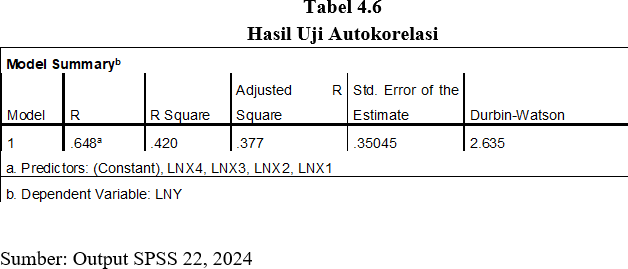 Tabel 4.6
Hasil Uji Autokorelasi
Model Summaryᵇ
Model R R Square Adjusted R Square Std. Error of the Estimate Durbin-Watson
1 .648ᵃ .420 .377 .35045 2.635
a. Predictors: (Constant), LNX4, LNX3, LNX2, LNX1
b. Dependent Variable: LNY
Sumber: Output SPSS 22, 2024